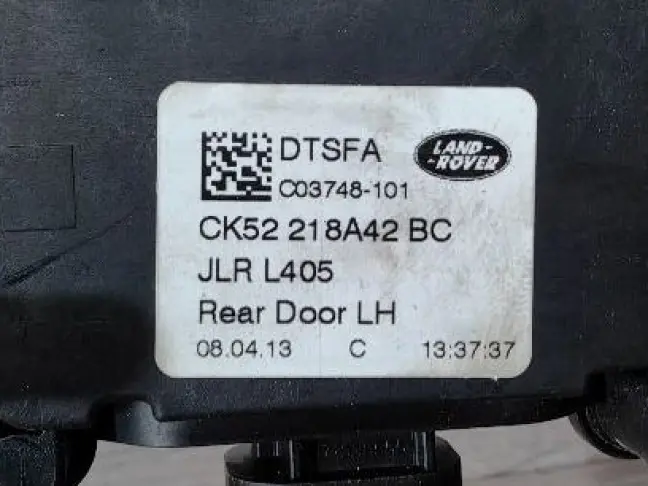 DTSFA
LAND-
-ROVER
C03748-101
CK52 218A42 BC
JLR L405
Rear Door LH
08.04.13 C 13:37:37